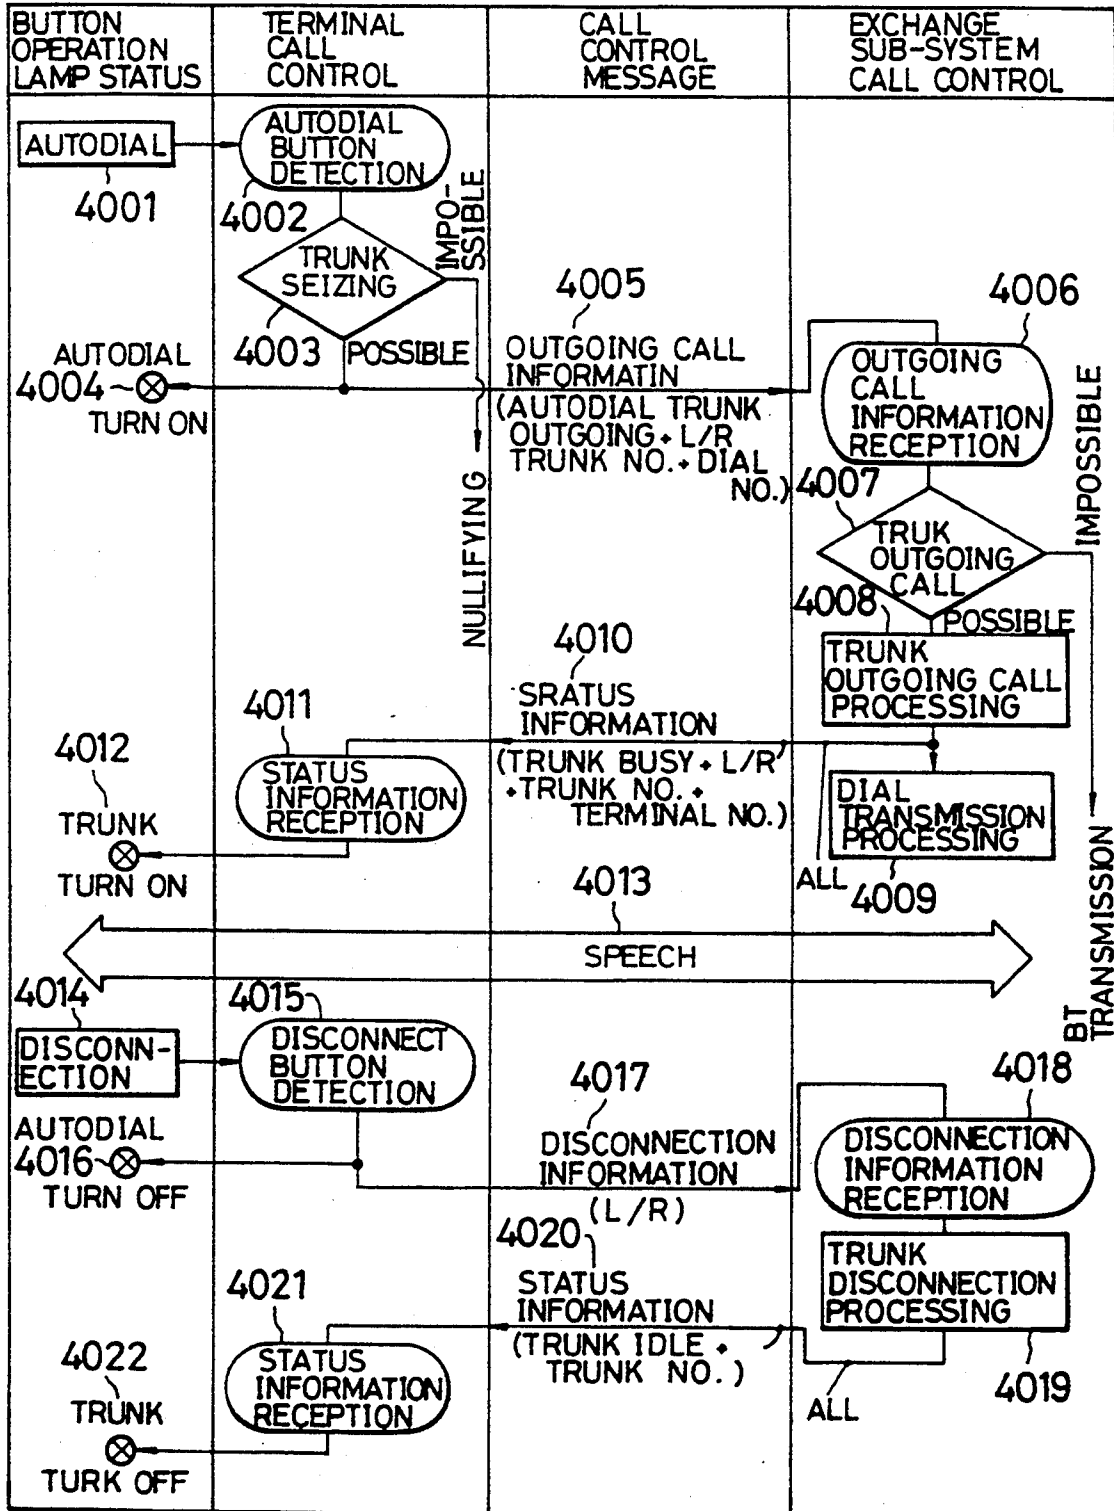 BUTTON
OPERATION
LAMP STATUS
TERMINAL
CALL
CONTROL
CALL
CONTROL
MESSAGE
EXCHANGE
SUB-SYSTEM
CALL CONTROL
AUTODIAL
4001
AUTODIAL
BUTTON
DETECTION
4002
IMPO-
SSIBLE
TRUNK
SEIZING
4003
POSSIBLE
AUTODIAL
4004
TURN ON
NULLIFYING
4005
OUTGOING CALL
INFORMATIN
(AUTODIAL TRUNK
OUTGOING + L/R
TRUNK NO. + DIAL
NO.)
4006
OUTGOING
CALL
INFORMATION
RECEPTION
IMPOSSIBLE
4007
TRUK
OUTGOING
CALL
4008
POSSIBLE
TRUNK
OUTGOING CALL
PROCESSING
4010
SRATUS
INFORMATION
(TRUNK BUSY + L/R
+ TRUNK NO. +
TERMINAL NO.)
4011
STATUS
INFORMATION
RECEPTION
4012
TRUNK
TURN ON
DIAL
TRANSMISSION
PROCESSING
ALL
4009
BT
TRANSMISSION
4013
SPEECH
4014
DISCONN-
ECTION
4015
DISCONNECT
BUTTON
DETECTION
AUTODIAL
4016
TURN OFF
4017
DISCONNECTION
INFORMATION
(L/R)
4018
DISCONNECTION
INFORMATION
RECEPTION
TRUNK
DISCONNECTION
PROCESSING
4019
4020
STATUS
INFORMATION
(TRUNK IDLE +
TRUNK NO.)
ALL
4021
STATUS
INFORMATION
RECEPTION
4022
TRUNK
TURK OFF